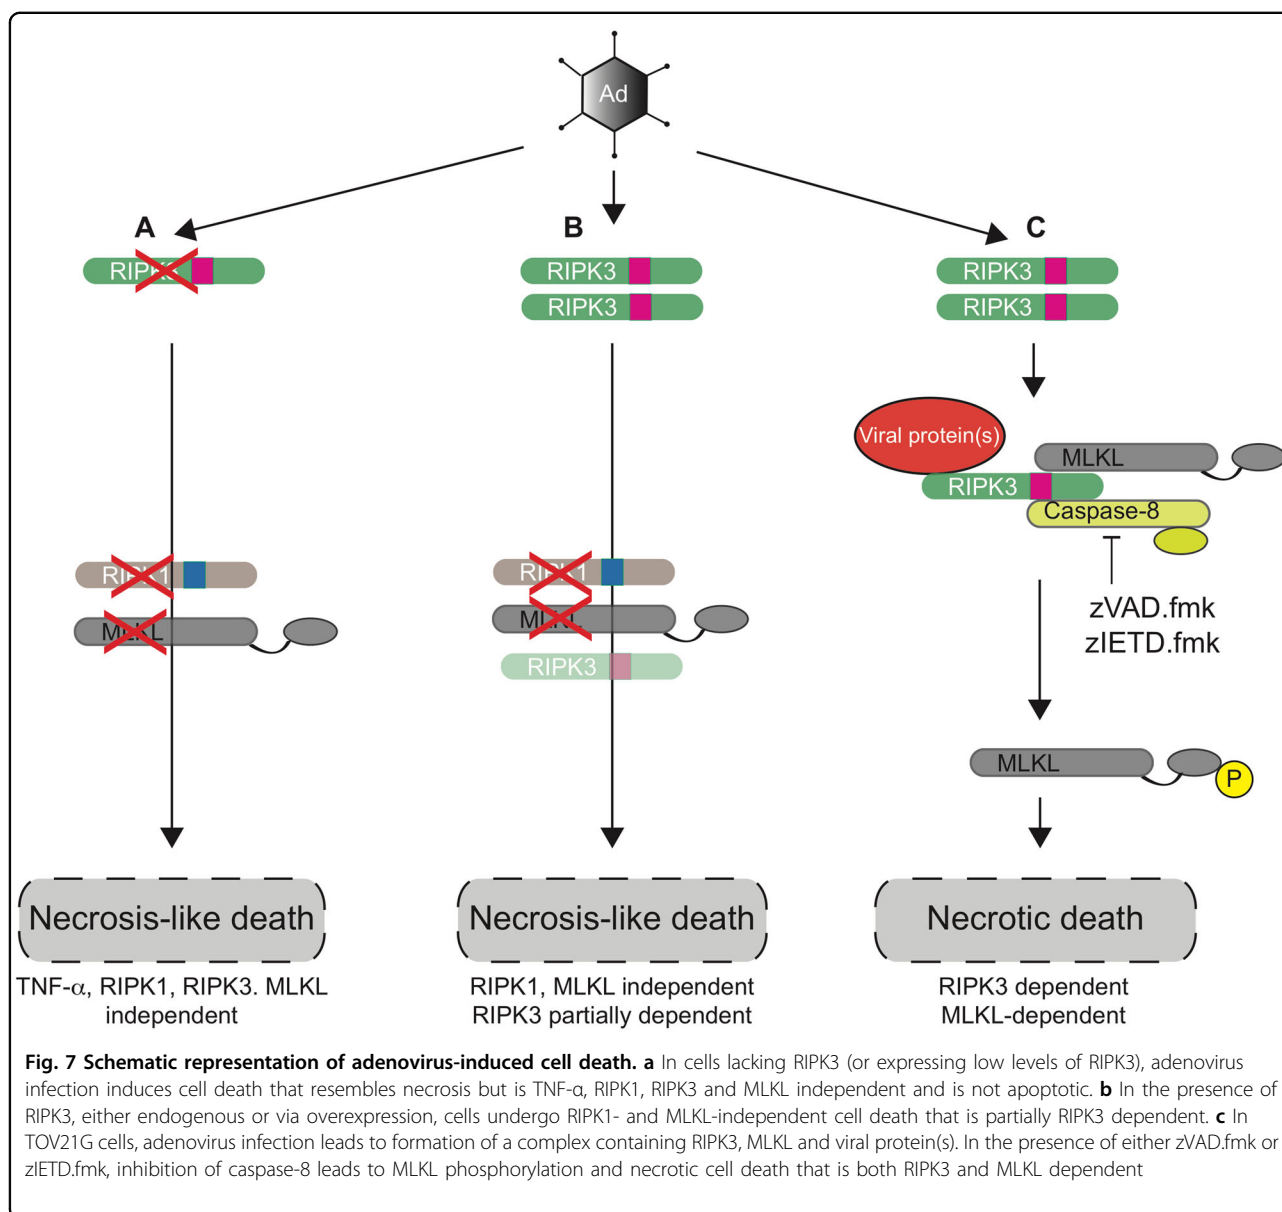 Ad
A
B
C
RIPK3
RIPK3
RIPK3
RIPK3
RIPK3
Viral protein(s)
MLKL
RIPK3
Caspase-8
RIPK1
MLKL
RIPK1
MLKL
RIPK3
zVAD.fmk
zIETD.fmk
MLKL
P
Necrosis-like death
Necrosis-like death
Necrotic death
TNF-α, RIPK1, RIPK3. MLKL
independent
RIPK1, MLKL independent
RIPK3 partially dependent
RIPK3 dependent
MLKL-dependent
Fig. 7 Schematic representation of adenovirus-induced cell death. a In cells lacking RIPK3 (or expressing low levels of RIPK3), adenovirus
infection induces cell death that resembles necrosis but is TNF-α, RIPK1, RIPK3 and MLKL independent and is not apoptotic. b In the presence of
RIPK3, either endogenous or via overexpression, cells undergo RIPK1- and MLKL-independent cell death that is partially RIPK3 dependent. c In
TOV21G cells, adenovirus infection leads to formation of a complex containing RIPK3, MLKL and viral protein(s). In the presence of either zVAD.fmk or
zIETD.fmk, inhibition of caspase-8 leads to MLKL phosphorylation and necrotic cell death that is both RIPK3 and MLKL dependent